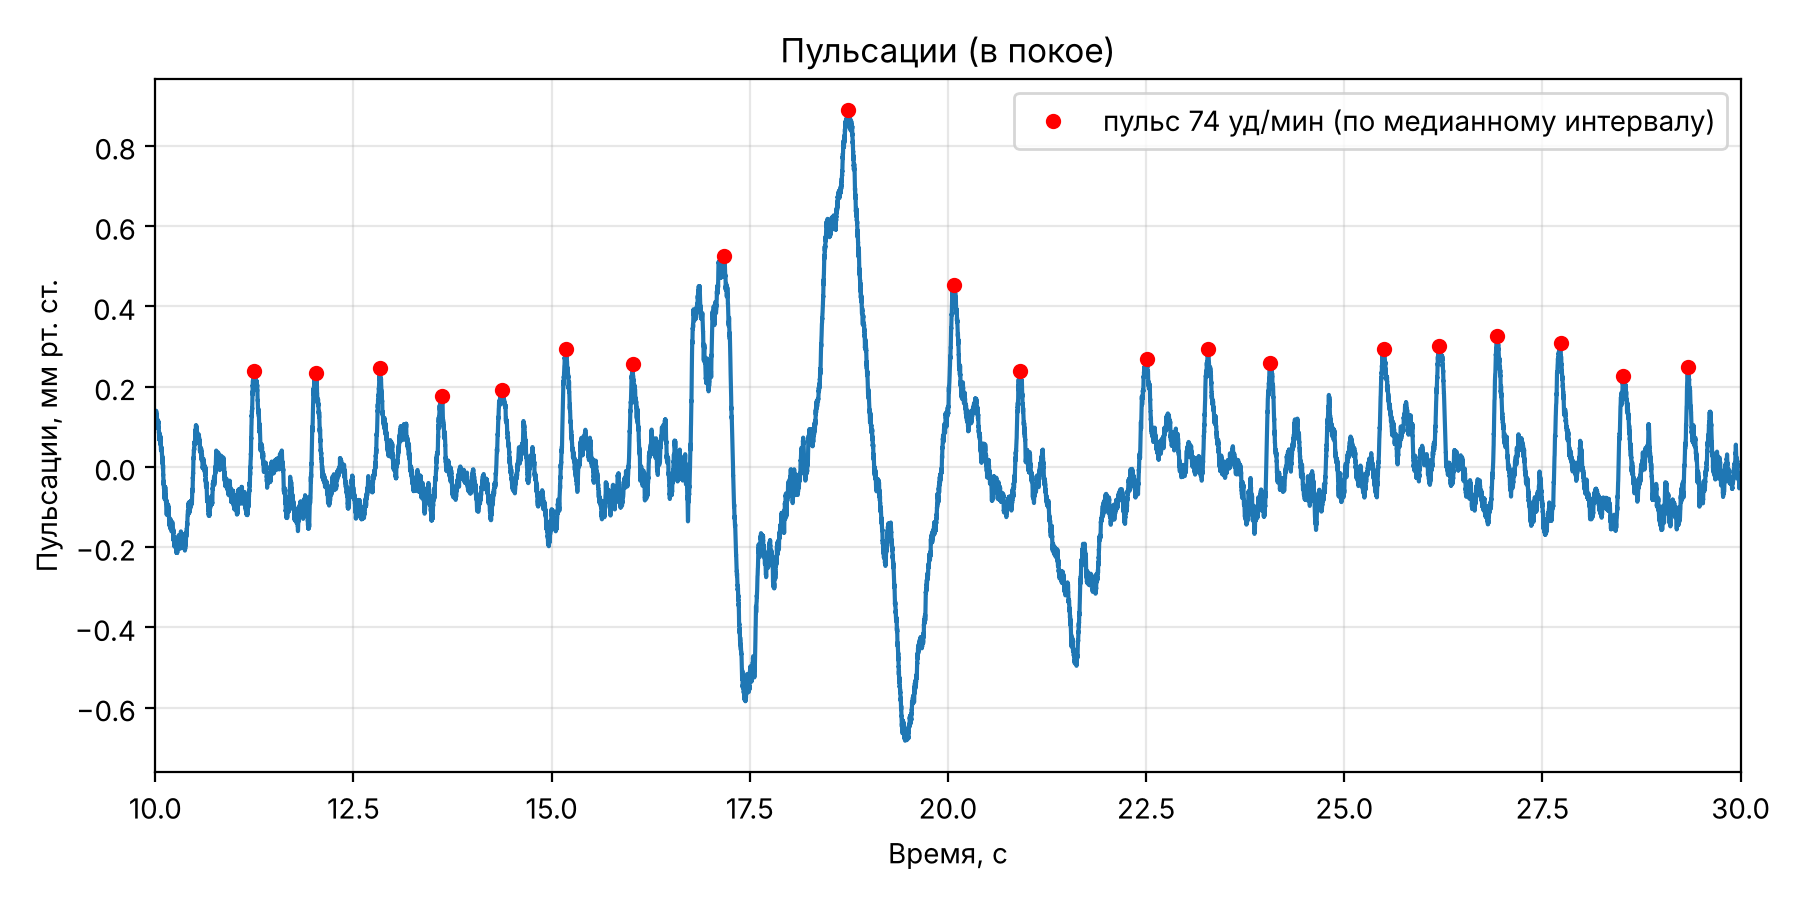 Пульсации (в покое)
пульс 74 уд/мин (по медианному интервалу)
Пульсации, мм рт. ст.
0.8
0.6
0.4
0.2
0.0
−0.2
−0.4
−0.6
10.0 12.5 15.0 17.5 20.0 22.5 25.0 27.5 30.0
Время, с